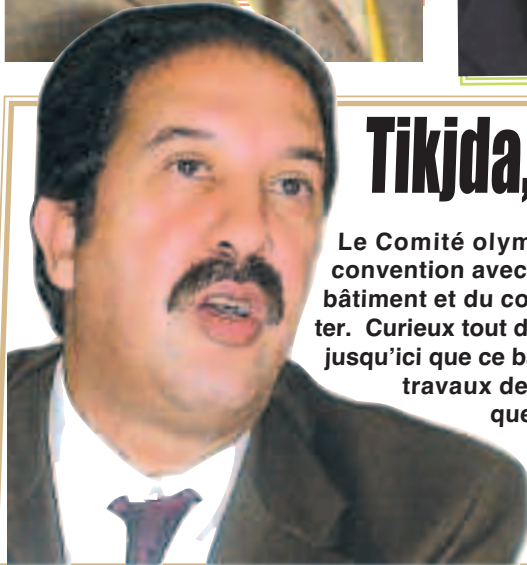 Tikjda,
Le Comité olym
convention avec
bâtiment et du co
ter. Curieux tout d
jusqu'ici que ce b
travaux de
que